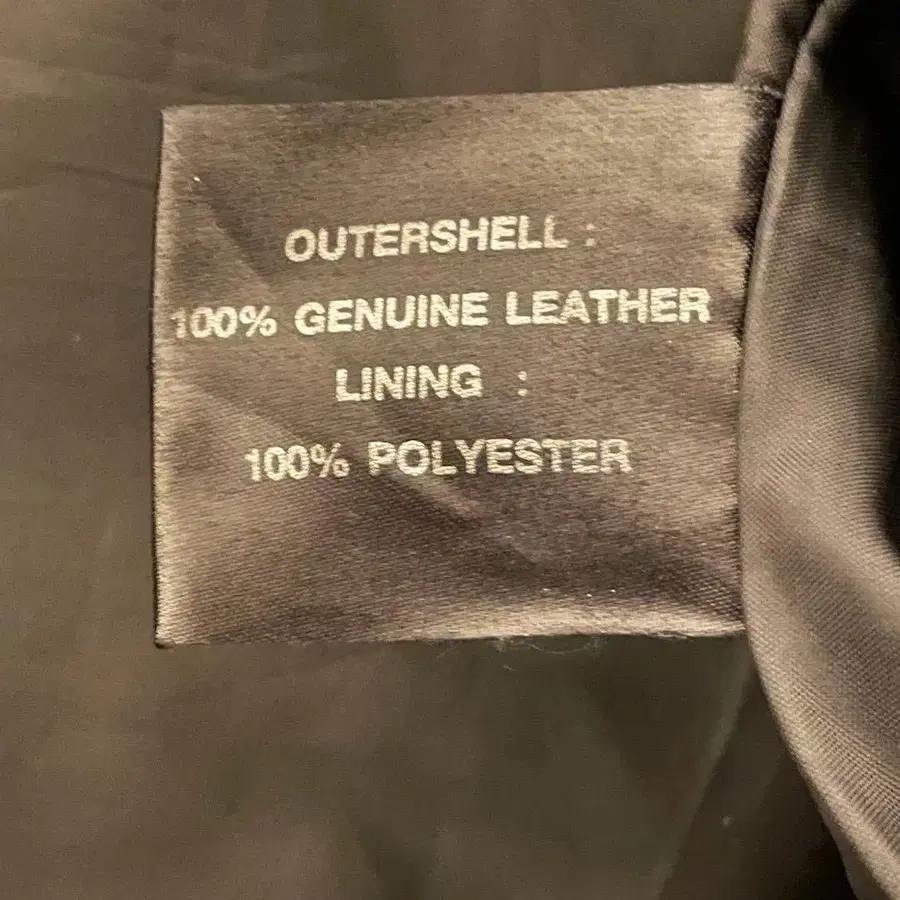 OUTERSHELL :
100% GENUINE LEATHER
LINING :
100% POLYESTER